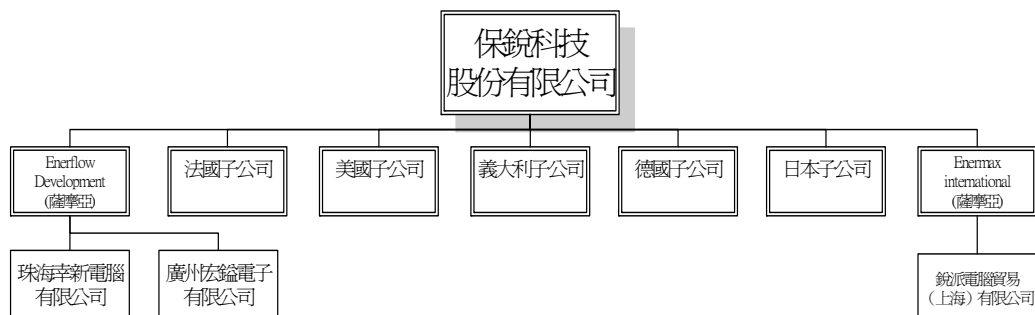 保銳科技
股份有限公司
Enerflow
Development
(薩摩亞)
法國子公司
美國子公司
義大利子公司
德國子公司
日本子公司
Enermax
international
(薩摩亞)
珠海幸新電腦
有限公司
廣州宏鎰電子
有限公司
銳派電腦貿易
（上海）有限公司